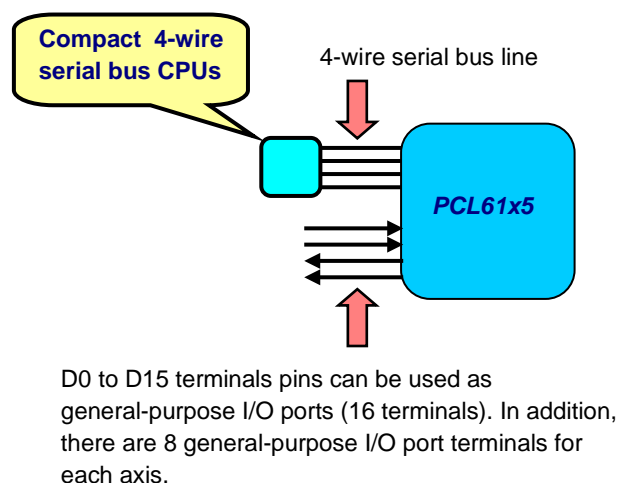 Compact 4-wire
serial bus CPUs
4-wire serial bus line
PCL61x5
D0 to D15 terminals pins can be used as
general-purpose I/O ports (16 terminals). In addition,
there are 8 general-purpose I/O port terminals for
each axis.